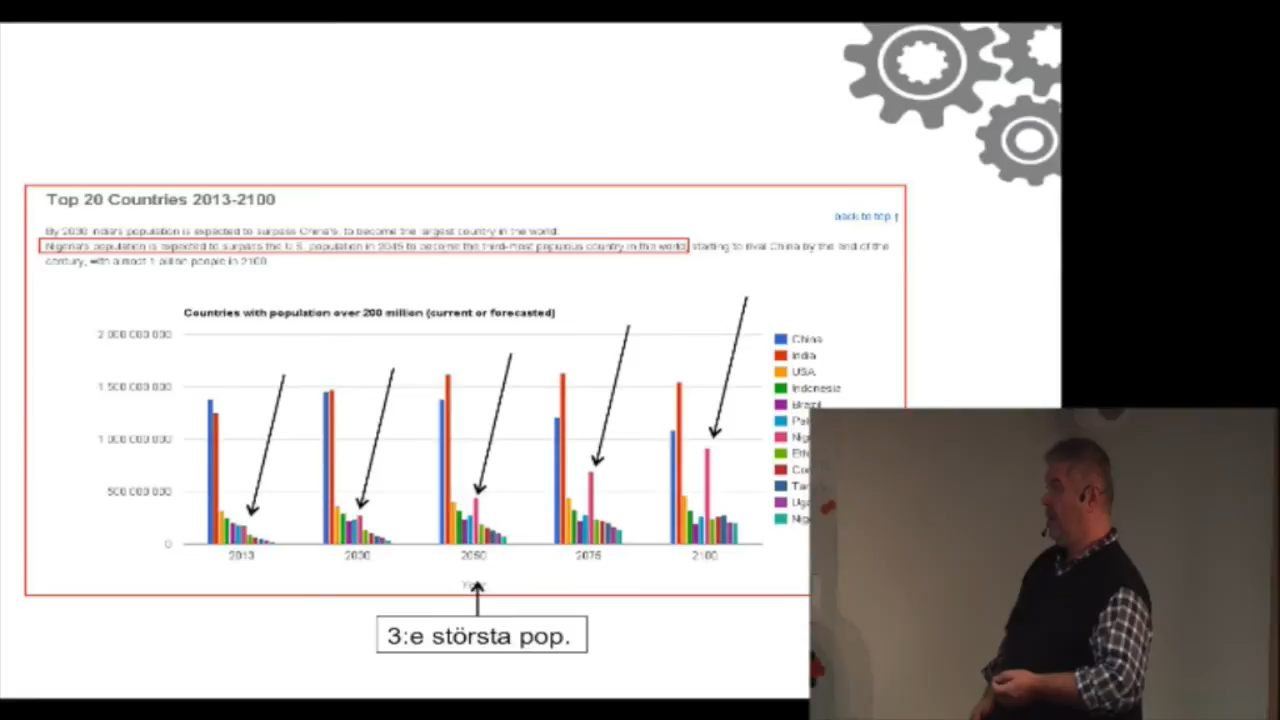 Top 20 Countries 2013-2100
back to top ↑
By 2030 India's population is expected to surpass China's, to become the largest country in the world.
Nigeria's population is expected to surpass the U.S. population in 2045 to become the third-most populous country in the world, starting to rival China by the end of the
century, with almost 1 billion people in 2100.
Countries with population over 200 million (current or forecasted)
2 000 000 000
1 500 000 000
1 000 000 000
500 000 000
0
2013 2030 2050 2075 2100
China
India
USA
Indonesia
Brazil
3:e största pop.